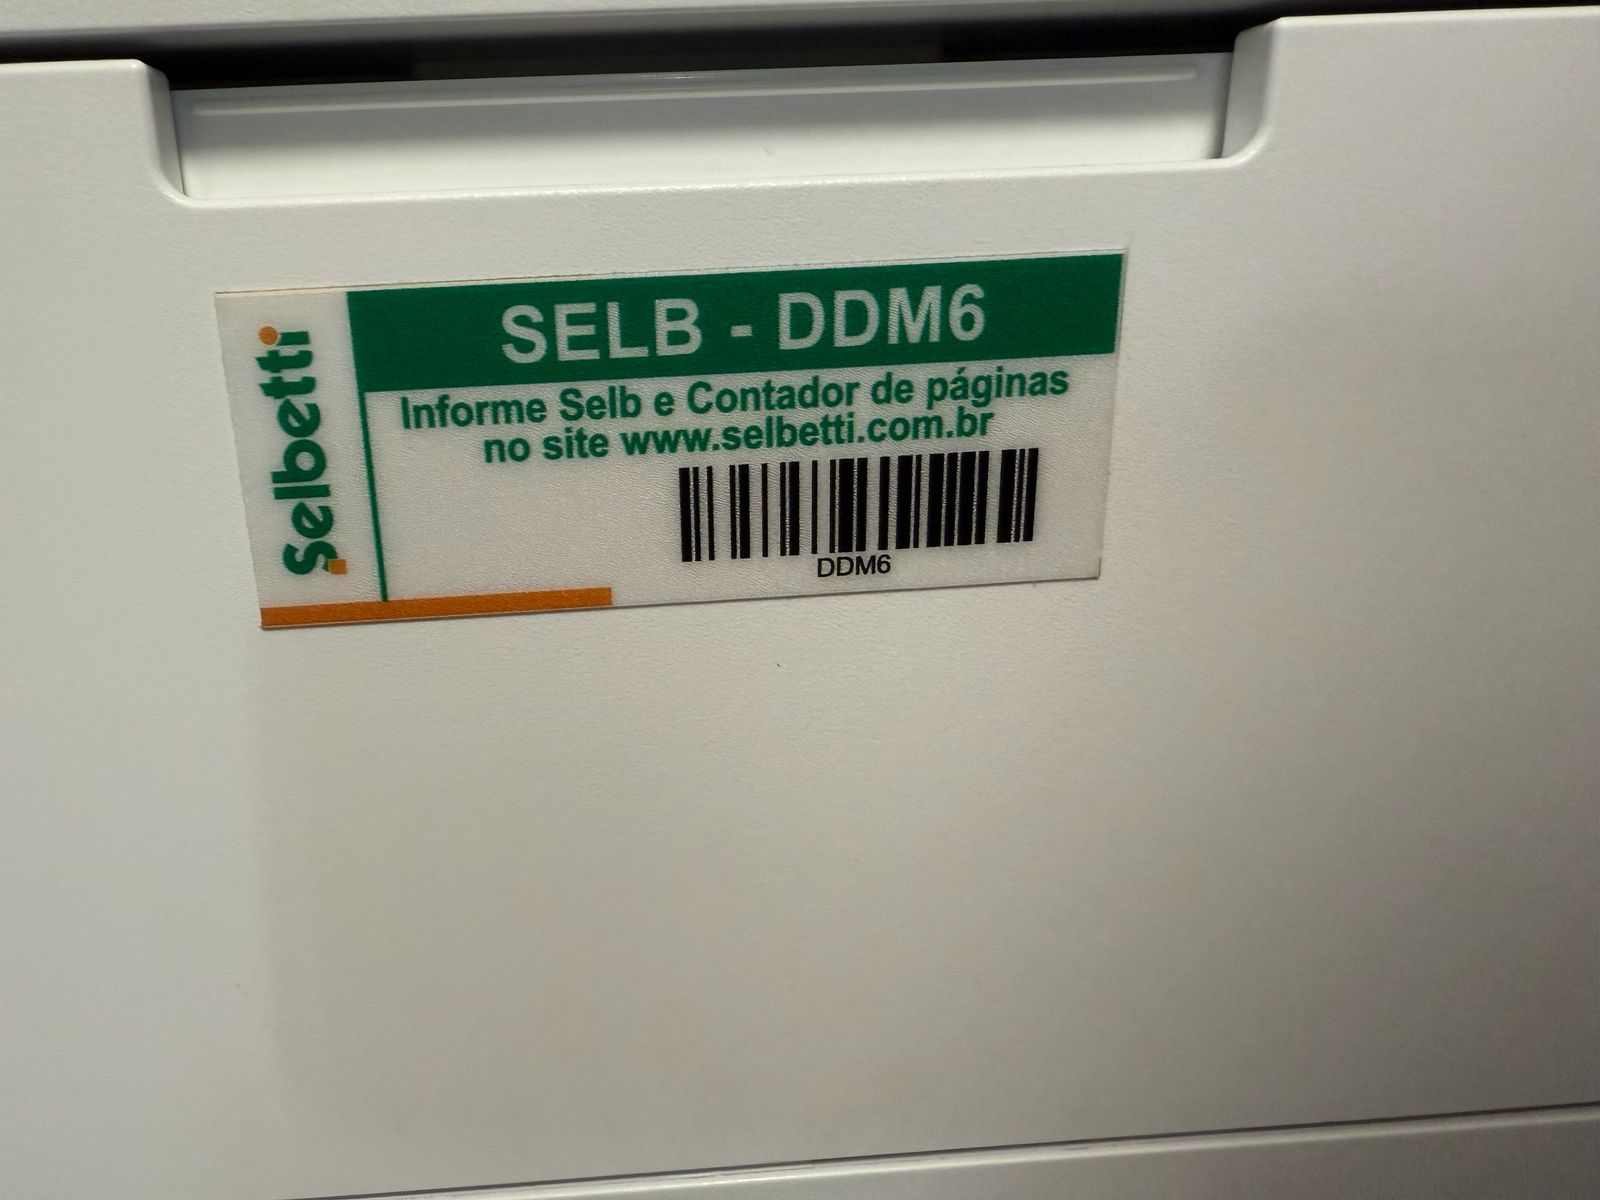 selbetti
SELB - DDM6
Informe Selb e Contador de páginas
no site www.selbetti.com.br
DDM6